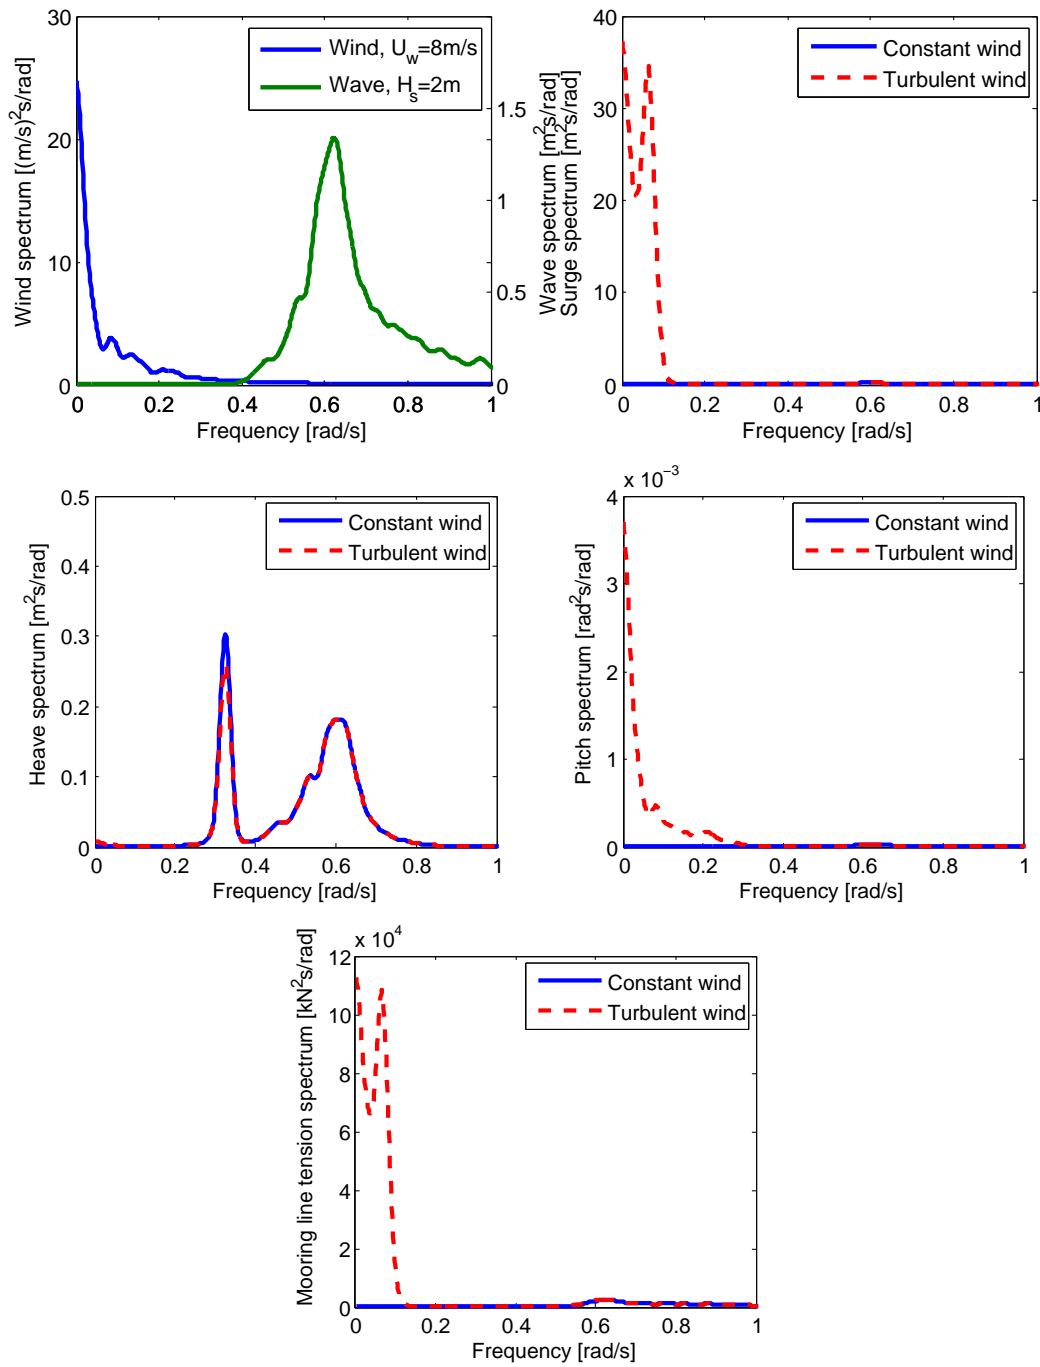 Wind, U_w=8m/s
Wave, H_s=2m
30
20
10
0
1.5
1
0.5
0
0
0.2
0.4
0.6
0.8
1
Frequency [rad/s]
Wind spectrum [(m/s)²s/rad]
Wave spectrum [m²s/rad]
Constant wind
Turbulent wind
40
30
20
10
0
0
0.2
0.4
0.6
0.8
1
Frequency [rad/s]
Surge spectrum [m²s/rad]
Constant wind
Turbulent wind
0.5
0.4
0.3
0.2
0.1
0
0
0.2
0.4
0.6
0.8
1
Frequency [rad/s]
Heave spectrum [m²s/rad]
x 10⁻³
Constant wind
Turbulent wind
4
3
2
1
0
0
0.2
0.4
0.6
0.8
1
Frequency [rad/s]
Pitch spectrum [rad²s/rad]
x 10⁴
Constant wind
Turbulent wind
12
10
8
6
4
2
0
0
0.2
0.4
0.6
0.8
1
Frequency [rad/s]
Mooring line tension spectrum [kN²s/rad]